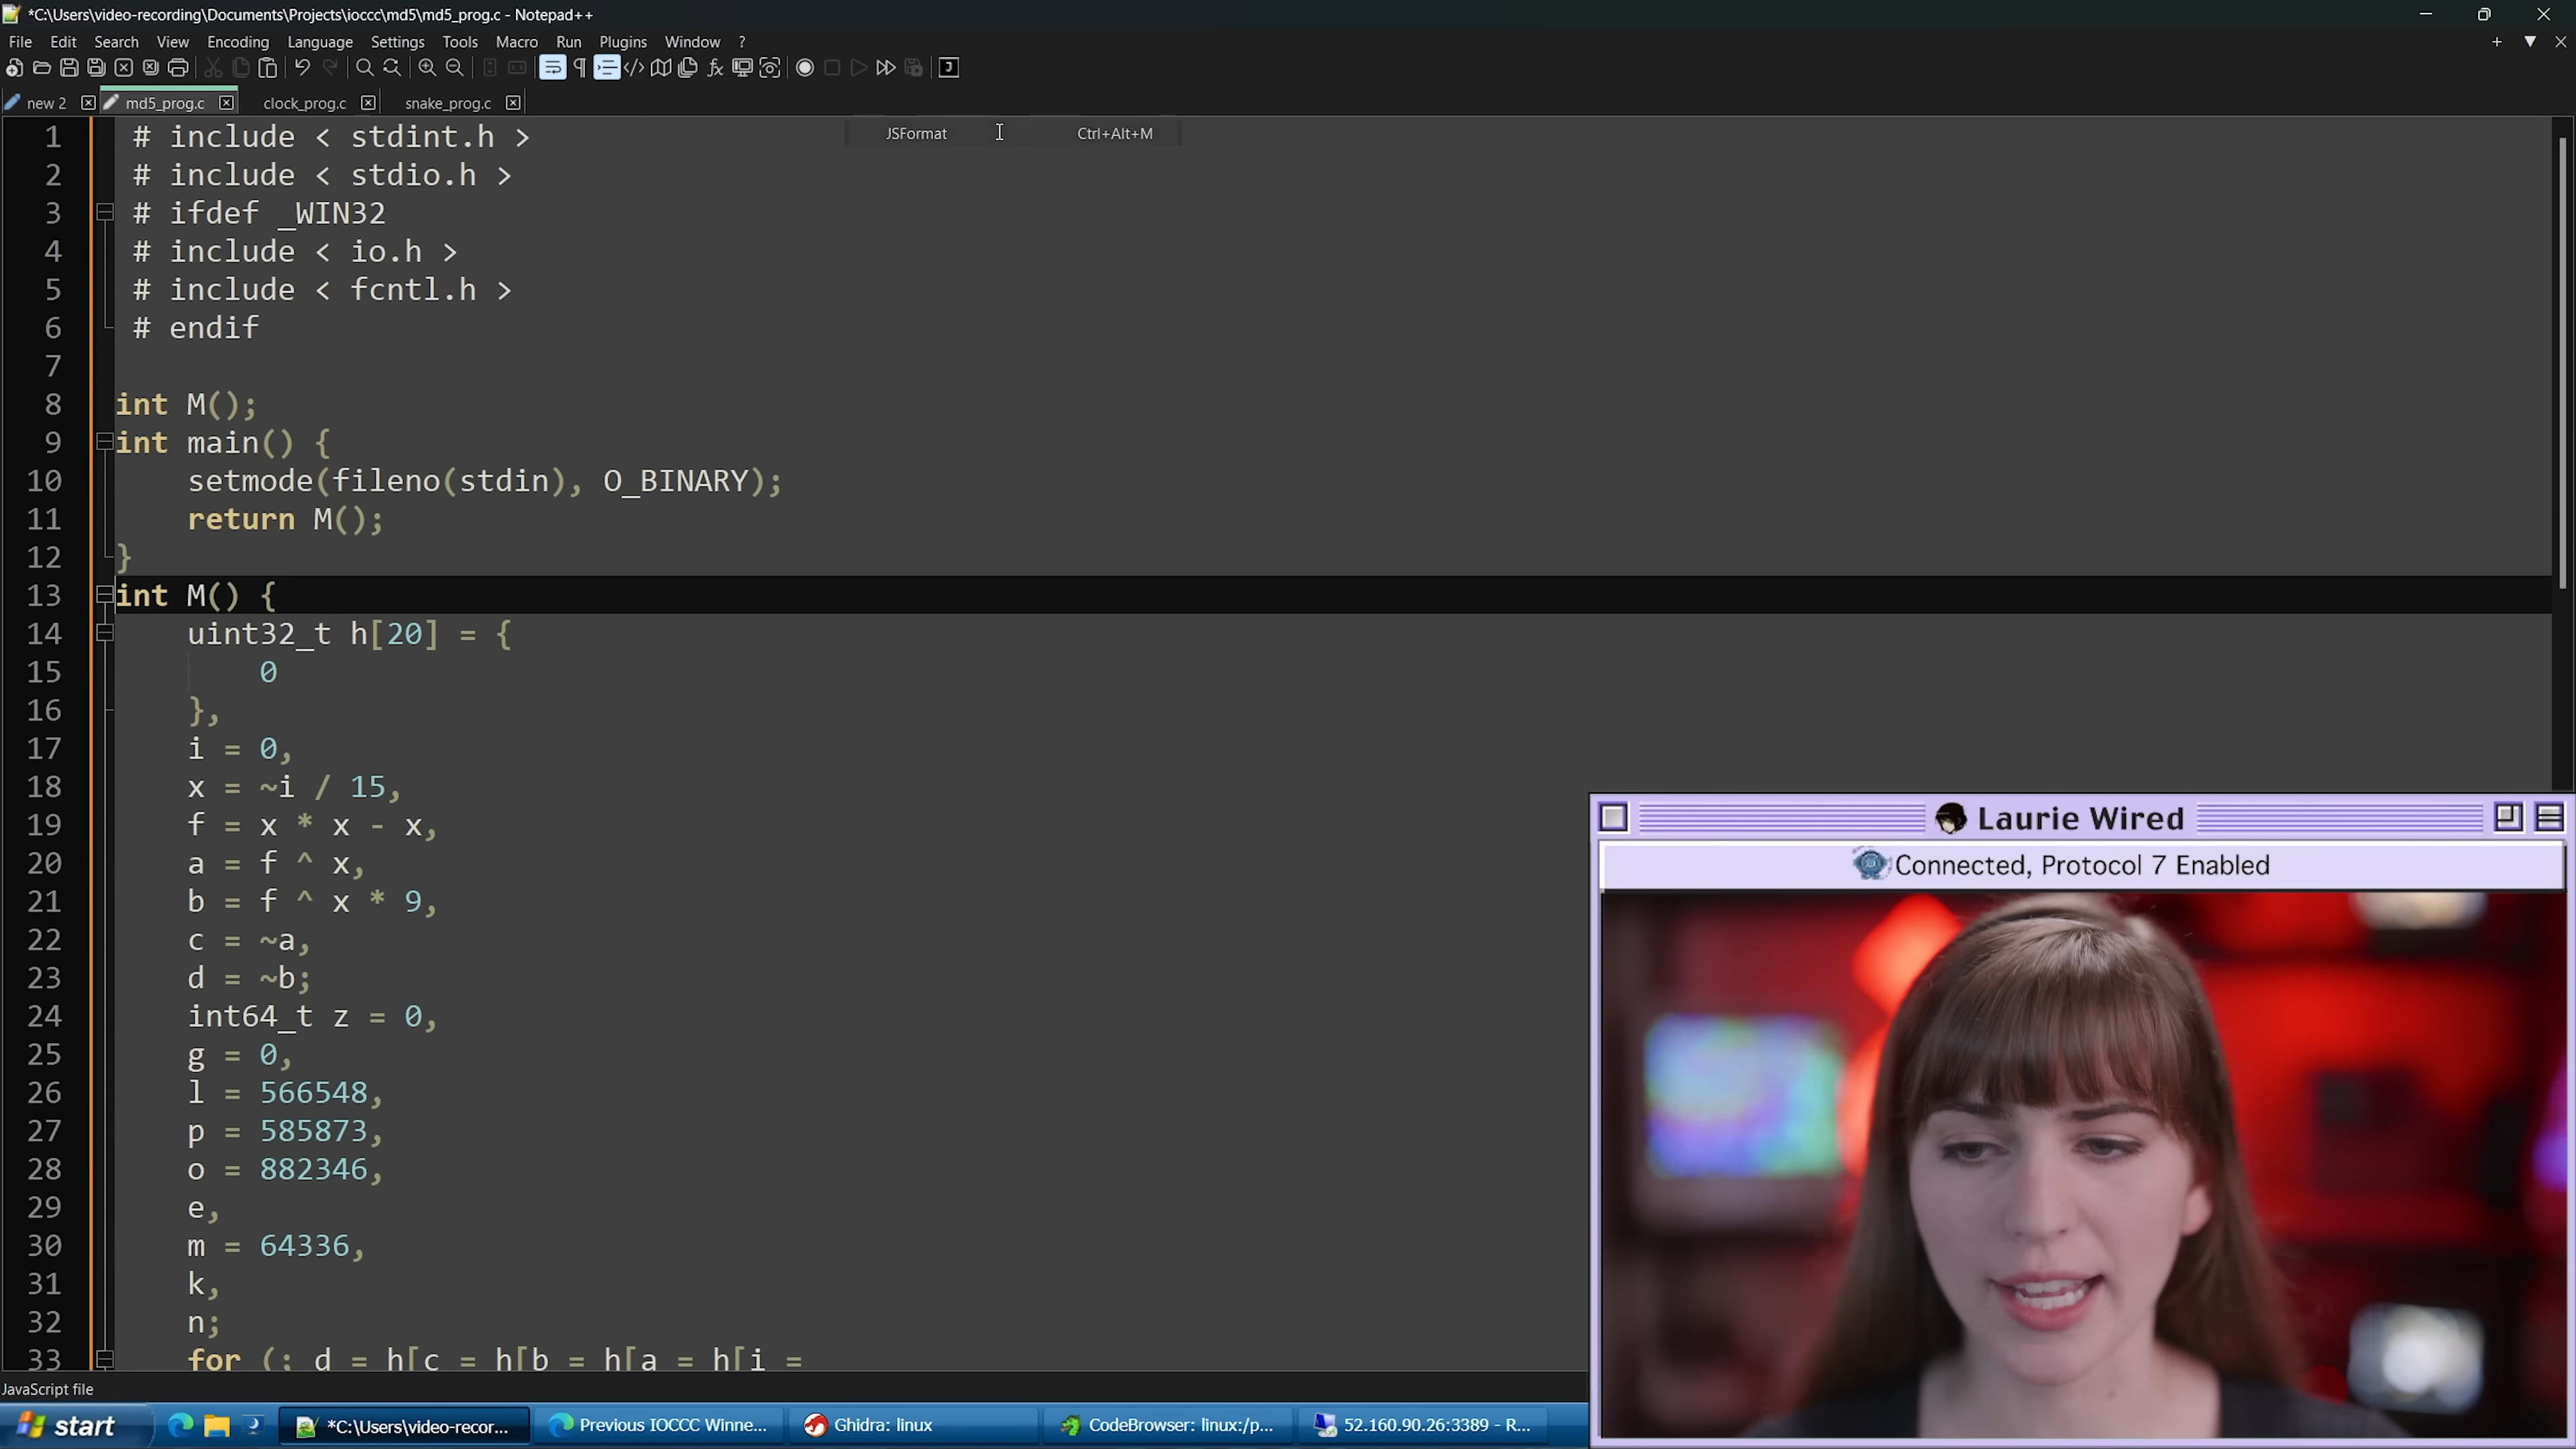 *C:\Users\video-recording\Documents\Projects\ioccc\md5\md5_prog.c - Notepad++
File Edit Search View Encoding Language Settings Tools Macro Run Plugins Window ?
new 2 md5_prog.c clock_prog.c snake_prog.c
JSFormat Ctrl+Alt+M
1 # include < stdint.h >
2 # include < stdio.h >
3 # ifdef _WIN32
4 # include < io.h >
5 # include < fcntl.h >
6 # endif
7
8 int M();
9 int main() {
10 setmode(fileno(stdin), O_BINARY);
11 return M();
12 }
13 int M() {
14 uint32_t h[20] = {
15 0
16 },
17 i = 0,
18 x = ~i / 15,
19 f = x * x - x,
20 a = f ^ x,
21 b = f ^ x * 9,
22 c = ~a,
23 d = ~b;
24 int64_t z = 0,
25 g = 0,
26 l = 566548,
27 p = 585873,
28 o = 882346,
29 e,
30 m = 64336,
31 k,
32 n;
33 for (; d = h[c = h[b = h[a = h[i =
Laurie Wired
Connected, Protocol 7 Enabled
JavaScript file
start *C:\Users\video-recor... Previous IOCCC Winne... Ghidra: linux CodeBrowser: linux:/p... 52.160.90.26:3389 - R...